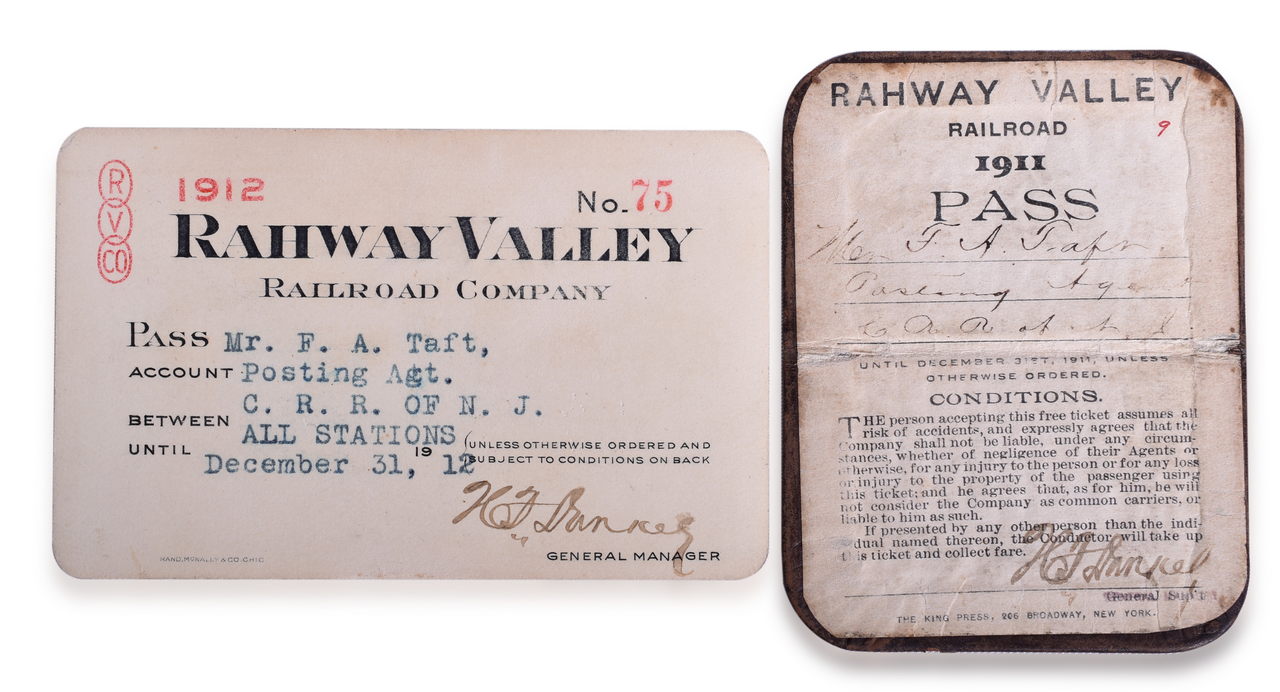 R
V
CO
1912
No. 75
RAHWAY VALLEY
RAILROAD COMPANY
PASS Mr. F. A. Taft,
ACCOUNT Posting Agt.
BETWEEN C. R. R. OF N. J.
UNTIL ALL STATIONS
December 31, 1912
(UNLESS OTHERWISE ORDERED AND
SUBJECT TO CONDITIONS ON BACK
GENERAL MANAGER
RAND, MCNALLY & CO. CHIC
RAHWAY VALLEY
RAILROAD 9
1911
PASS
Mr. F. A. Taft
Posting Agent
C R R of N J
UNTIL DECEMBER 31ST, 1911, UNLESS
OTHERWISE ORDERED.
CONDITIONS.
THE person accepting this free ticket assumes all
risk of accidents, and expressly agrees that the
Company shall not be liable, under any circum-
stances, whether of negligence of their Agents or
otherwise, for any injury to the person or for any loss
or injury to the property of the passenger using
this ticket; and he agrees that, as for him, he will
not consider the Company as common carriers, or
liable to him as such.
If presented by any other person than the indi-
vidual named thereon, the Conductor will take up
this ticket and collect fare.
General Sup't
THE KING PRESS, 206 BROADWAY, NEW YORK.